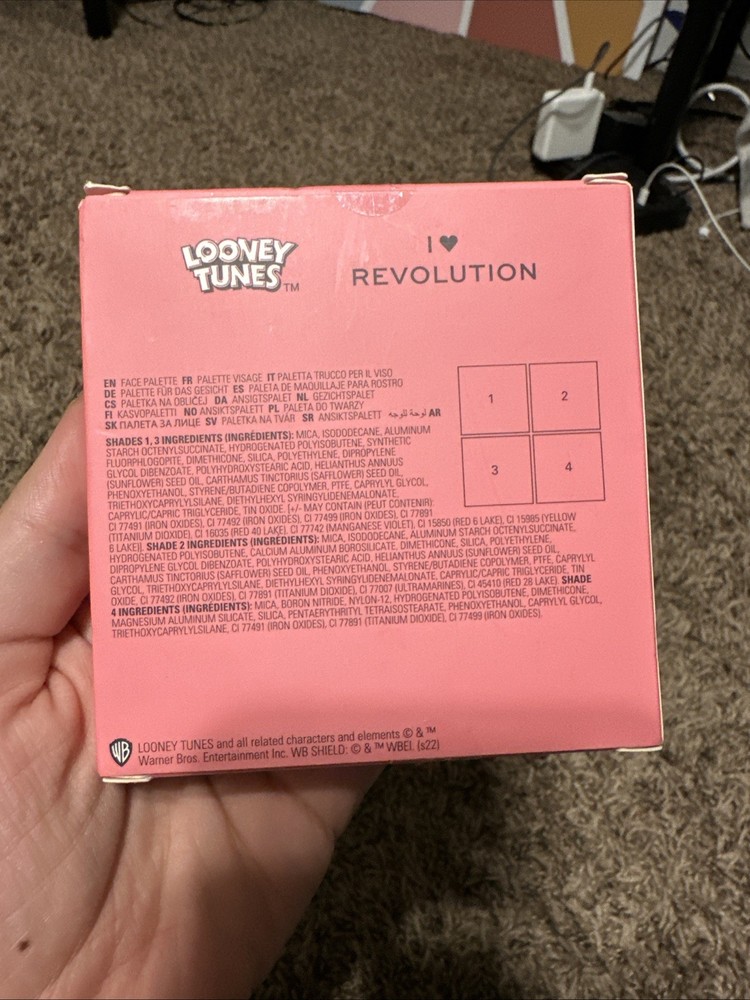 LOONEY
TUNES™
I ♥
REVOLUTION
EN FACE PALETTE FR PALETTE VISAGE IT PALETTA TRUCCO PER IL VISO
DE PALETTE FÜR DAS GESICHT ES PALETA DE MAQUILLAJE PARA ROSTRO
CS PALETKA NA OBLIČEJ DA ANSIGTSPALET NL GEZICHTSPALET
FI KASVOPALETTI NO ANSIKTSPALETT PL PALETA DO TWARZY
SK ПАЛЕТА ЗА ЛИЦЕ SV PALETKA NA TVÁR SR ANSIKTSPALETT لوحة للوجه AR
1
2
3
4
SHADES 1, 3 INGREDIENTS (INGRÉDIENTS): MICA, ISODODECANE, ALUMINUM
STARCH OCTENYLSUCCINATE, HYDROGENATED POLYISOBUTENE, SYNTHETIC
FLUORPHLOGOPITE, DIMETHICONE, SILICA, POLYETHYLENE, DIPROPYLENE
GLYCOL DIBENZOATE, POLYHYDROXYSTEARIC ACID, HELIANTHUS ANNUUS
(SUNFLOWER) SEED OIL, CARTHAMUS TINCTORIUS (SAFFLOWER) SEED OIL,
PHENOXYETHANOL, STYRENE/BUTADIENE COPOLYMER, PTFE, CAPRYLYL GLYCOL,
TRIETHOXYCAPRYLYLSILANE, DIETHYLHEXYL SYRINGYLIDENEMALONATE,
CAPRYLIC/CAPRIC TRIGLYCERIDE, TIN OXIDE. [+/- MAY CONTAIN (PEUT CONTENIR):
CI 77491 (IRON OXIDES), CI 77492 (IRON OXIDES), CI 77499 (IRON OXIDES), CI 77891
(TITANIUM DIOXIDE), CI 16035 (RED 40 LAKE), CI 77742 (MANGANESE VIOLET), CI 15850 (RED 6 LAKE), CI 15985 (YELLOW
6 LAKE)]. SHADE 2 INGREDIENTS (INGRÉDIENTS): MICA, ISODODECANE, ALUMINUM STARCH OCTENYLSUCCINATE,
HYDROGENATED POLYISOBUTENE, CALCIUM ALUMINUM BOROSILICATE, DIMETHICONE, SILICA, POLYETHYLENE,
DIPROPYLENE GLYCOL DIBENZOATE, POLYHYDROXYSTEARIC ACID, HELIANTHUS ANNUUS (SUNFLOWER) SEED OIL,
CARTHAMUS TINCTORIUS (SAFFLOWER) SEED OIL, PHENOXYETHANOL, STYRENE/BUTADIENE COPOLYMER, PTFE, CAPRYLYL
GLYCOL, TRIETHOXYCAPRYLYLSILANE, DIETHYLHEXYL SYRINGYLIDENEMALONATE, CAPRYLIC/CAPRIC TRIGLYCERIDE, TIN
OXIDE, CI 77492 (IRON OXIDES), CI 77891 (TITANIUM DIOXIDE), CI 77007 (ULTRAMARINES), CI 45410 (RED 28 LAKE). SHADE
4 INGREDIENTS (INGRÉDIENTS): MICA, BORON NITRIDE, NYLON-12, HYDROGENATED POLYISOBUTENE, DIMETHICONE,
MAGNESIUM ALUMINUM SILICATE, SILICA, PENTAERYTHRITYL TETRAISOSTEARATE, PHENOXYETHANOL, CAPRYLYL GLYCOL,
TRIETHOXYCAPRYLYLSILANE, CI 77491 (IRON OXIDES), CI 77891 (TITANIUM DIOXIDE), CI 77499 (IRON OXIDES).
WB LOONEY TUNES and all related characters and elements © & ™
Warner Bros. Entertainment Inc. WB SHIELD: © & ™ WBEI. (s22)